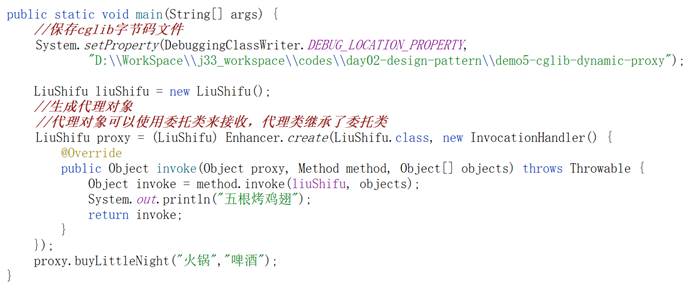 public static void main(String[] args) {
    //保存cglib字节码文件
    System.setProperty(DebuggingClassWriter.DEBUG_LOCATION_PROPERTY,
            "D:\\WorkSpace\\j33_workspace\\codes\\day02-design-pattern\\demo5-cglib-dynamic-proxy");
    LiuShifu liuShifu = new LiuShifu();
    //生成代理对象
    //代理对象可以使用委托类来接收，代理类继承了委托类
    LiuShifu proxy = (LiuShifu) Enhancer.create(LiuShifu.class, new InvocationHandler() {
        @Override
        public Object invoke(Object proxy, Method method, Object[] objects) throws Throwable {
            Object invoke = method.invoke(liuShifu, objects);
            System.out.println("五根烤鸡翅");
            return invoke;
        }
    });
    proxy.buyLittleNight("火锅","啤酒");
}